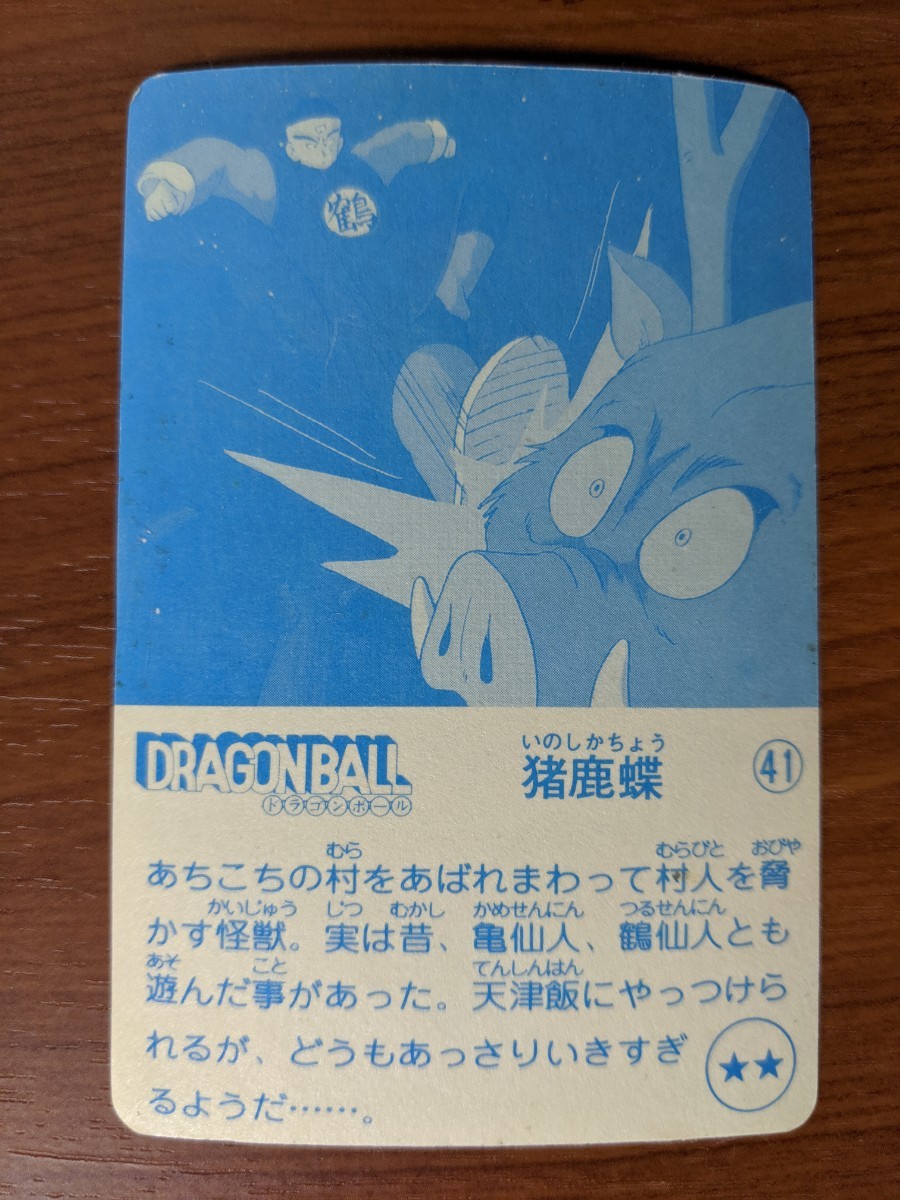 鶴
DRAGON BALL
ドラゴンボール
いのしかちょう
猪鹿蝶
41
むら むらびと おびや
あちこちの村をあばれまわって村人を脅
かいじゅう じつ むかし かめせんにん つるせんにん
かす怪獣。実は昔、亀仙人、鶴仙人とも
あそ こと てんしんはん
遊んだ事があった。天津飯にやっつけら
れるが、どうもあっさりいきすぎ
るようだ……。
★★